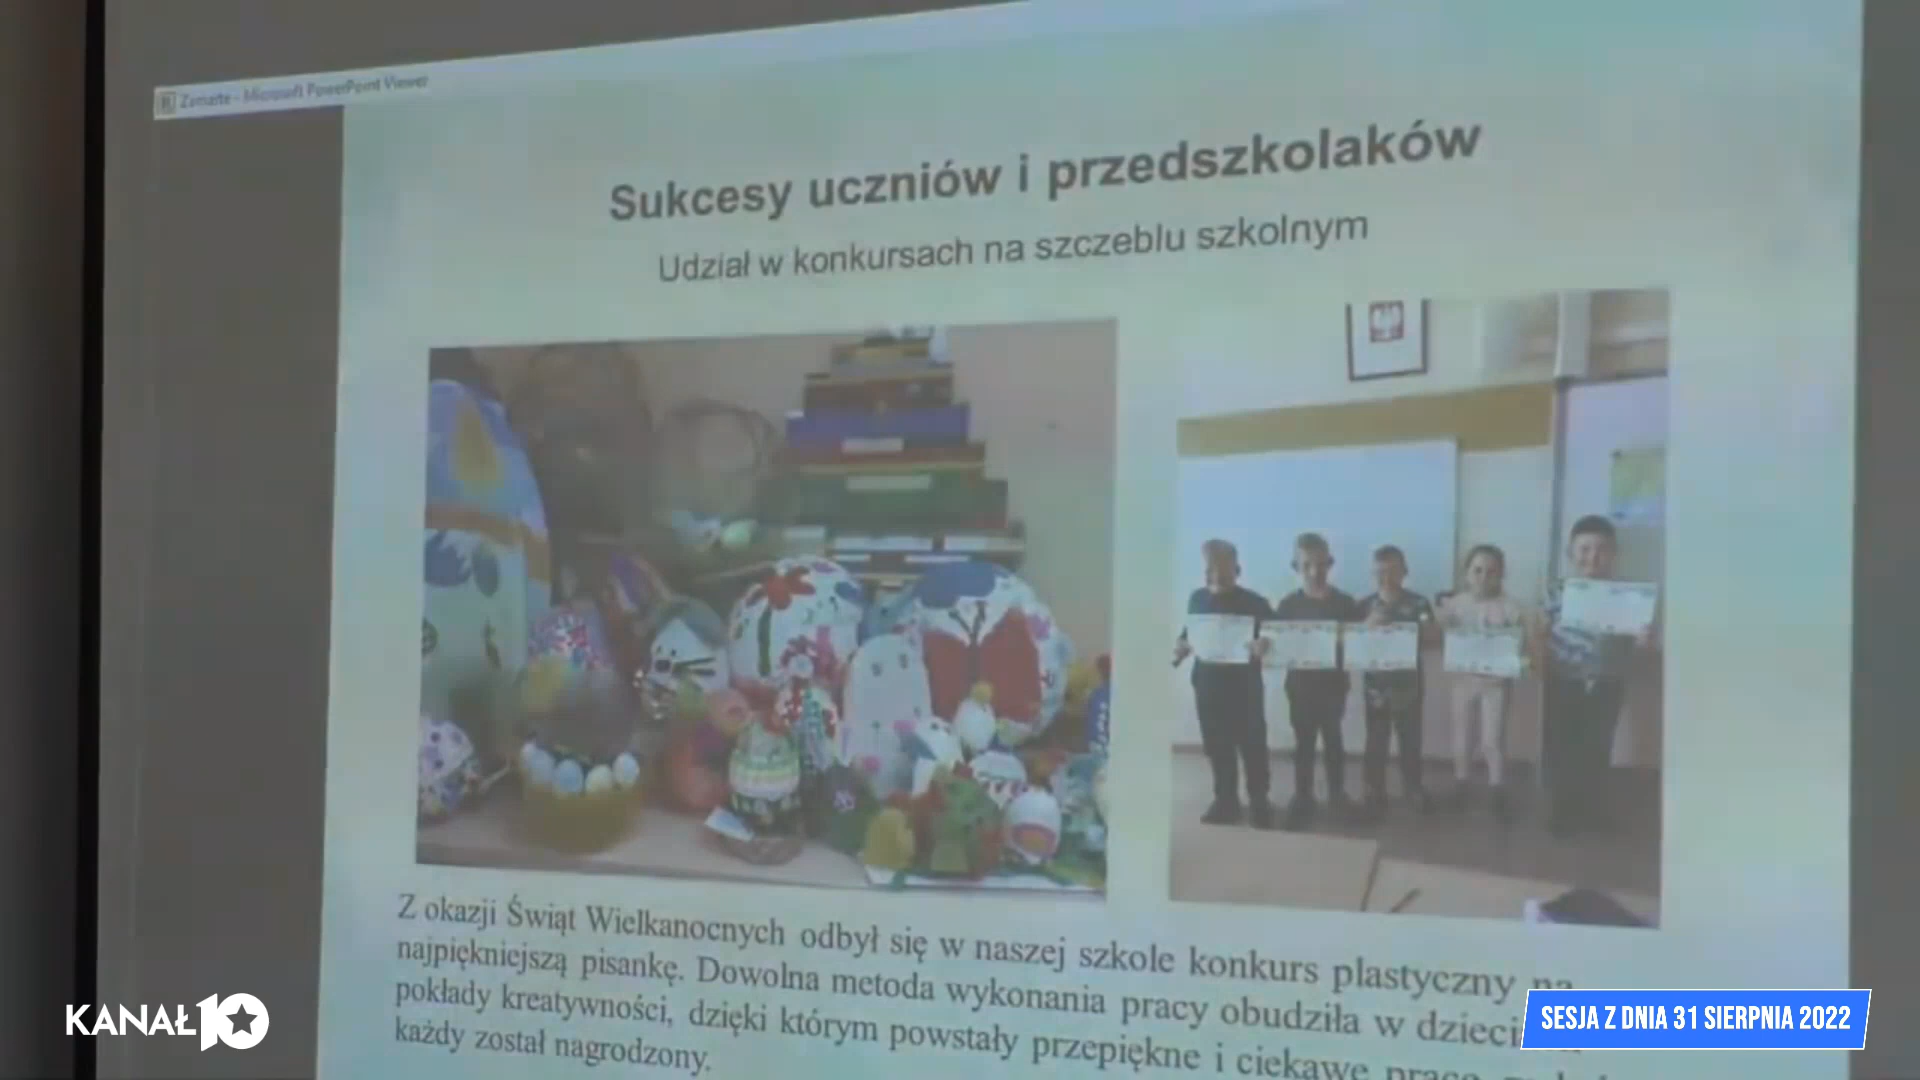 Zamarte - Microsoft PowerPoint Viewer
Sukcesy uczniów i przedszkolaków
Udział w konkursach na szczeblu szkolnym
Z okazji Świąt Wielkanocnych odbył się w naszej szkole konkurs plastyczny na
najpiękniejszą pisankę. Dowolna metoda wykonania pracy obudziła w
pokłady kreatywności, dzięki którym powstały przepiękne i ciekawe prace,
każdy został nagrodzony.
KANAŁ 10
SESJA Z DNIA 31 SIERPNIA 2022